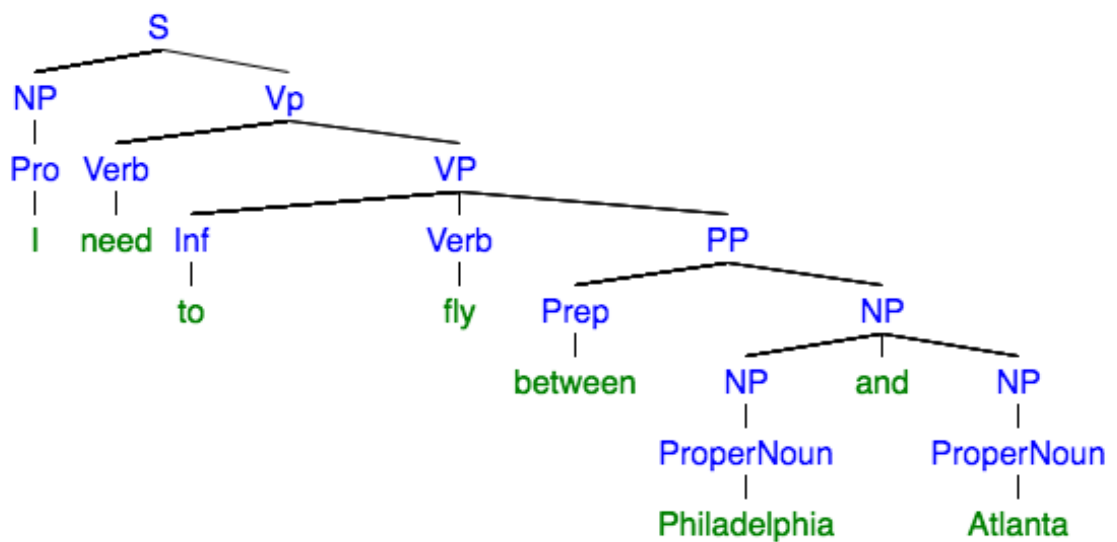 S
NP Vp
Pro Verb VP
I need Inf Verb PP
to fly Prep NP
between NP and NP
ProperNoun ProperNoun
Philadelphia Atlanta